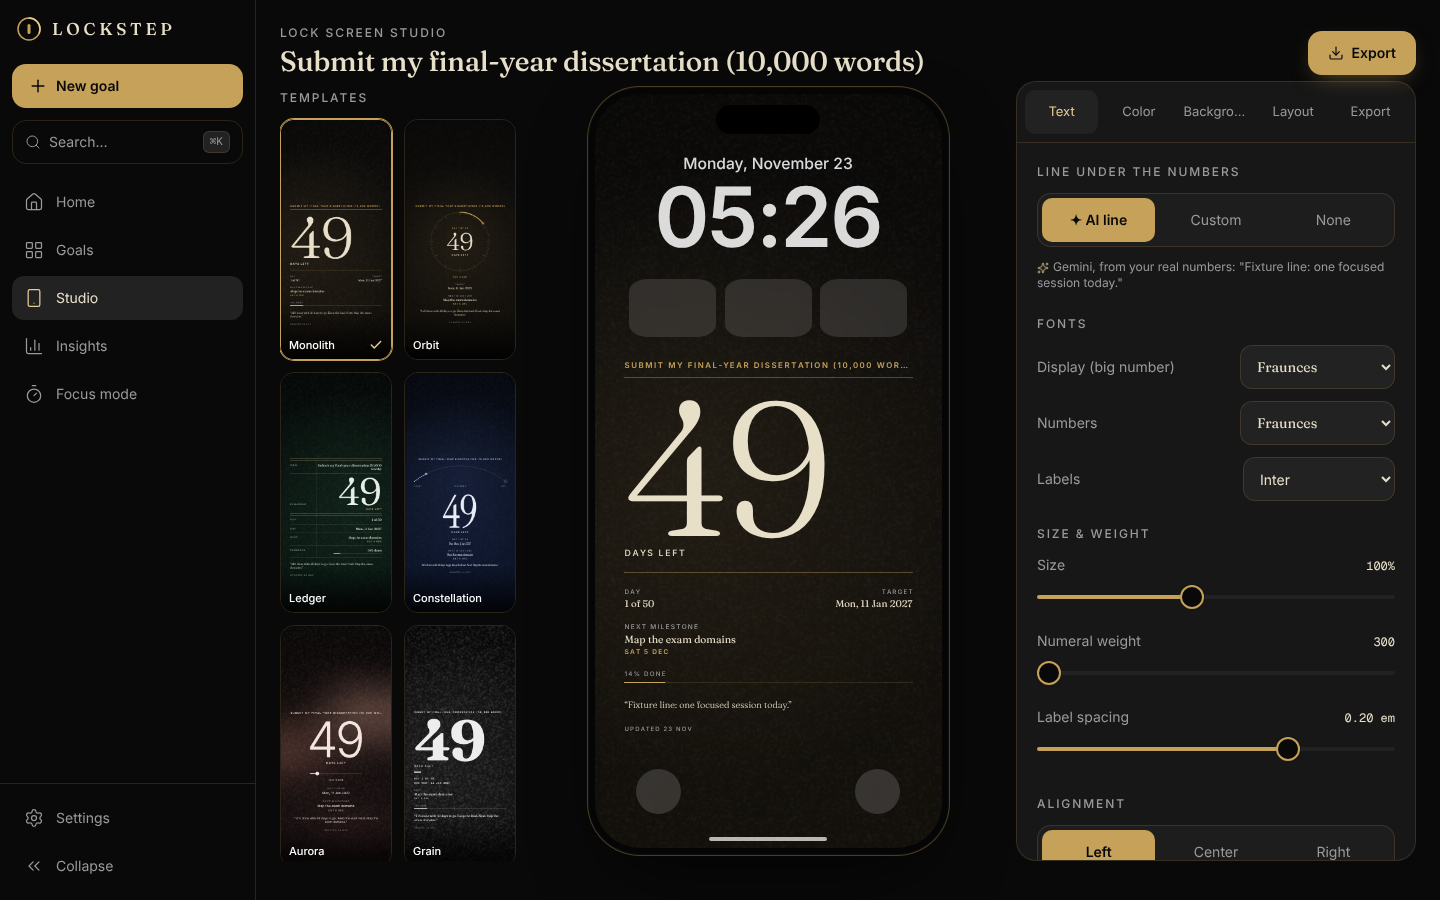 LOCKSTEP
New goal
Search...
⌘K
Home
Goals
Studio
Insights
Focus mode
Settings
Collapse
LOCK SCREEN STUDIO
Submit my final-year dissertation (10,000 words)
Export
TEMPLATES
49
DAYS LEFT
Monolith
49
Orbit
49
Ledger
49
Constellation
49
Aurora
49
Grain
Monday, November 23
05:26
SUBMIT MY FINAL-YEAR DISSERTATION (10,000 WOR...
49
DAYS LEFT
DAY
TARGET
1 of 50
Mon, 11 Jan 2027
NEXT MILESTONE
Map the exam domains
SAT 5 DEC
14% DONE
“Fixture line: one focused session today.”
UPDATED 23 NOV
Text
Color
Backgro...
Layout
Export
LINE UNDER THE NUMBERS
AI line
Custom
None
Gemini, from your real numbers: "Fixture line: one focused
session today."
FONTS
Display (big number)
Fraunces
Numbers
Fraunces
Labels
Inter
SIZE & WEIGHT
Size
100%
Numeral weight
300
Label spacing
0.20 em
ALIGNMENT
Left
Center
Right